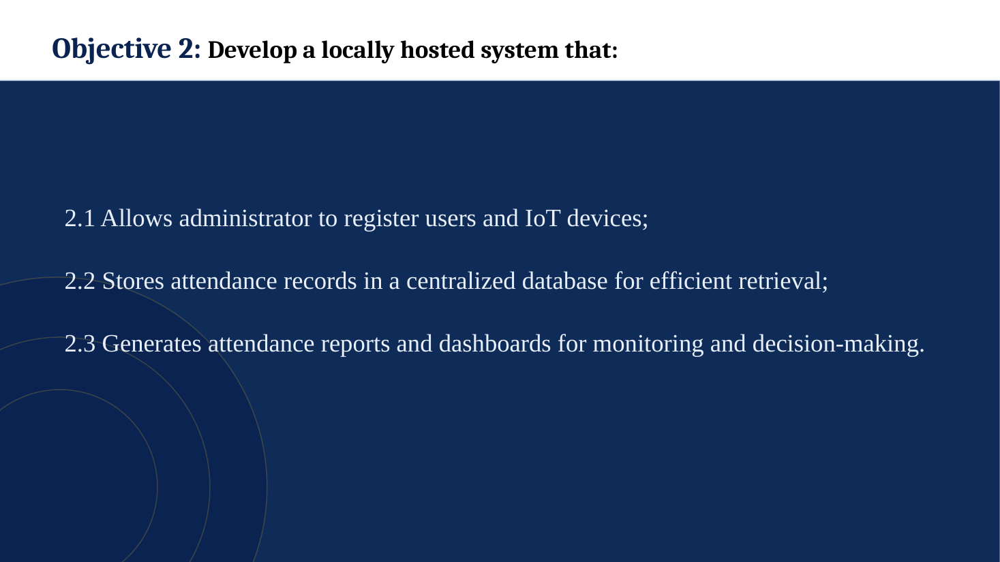 Objective 2: Develop a locally hosted system that:
2.1 Allows administrator to register users and IoT devices;
2.2 Stores attendance records in a centralized database for efficient retrieval;
2.3 Generates attendance reports and dashboards for monitoring and decision-making.